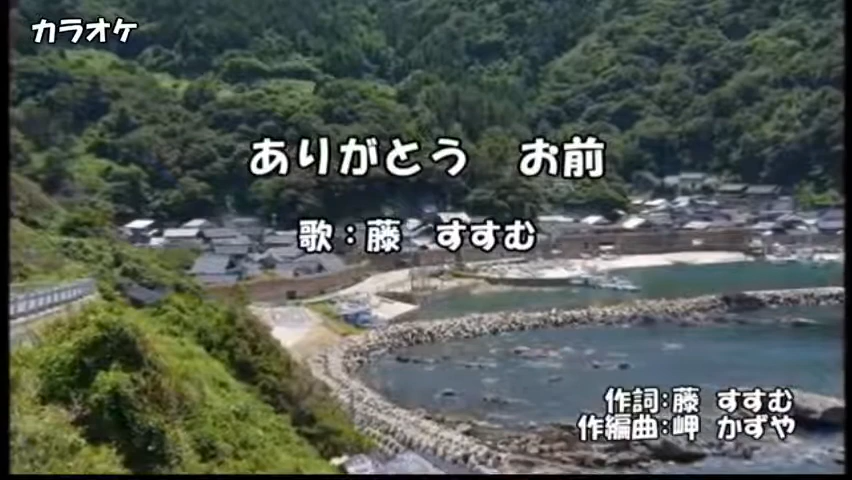 カラオケ
ありがとう　お前
歌：藤　すすむ
作詞:藤 すすむ
作編曲:岬 かずや